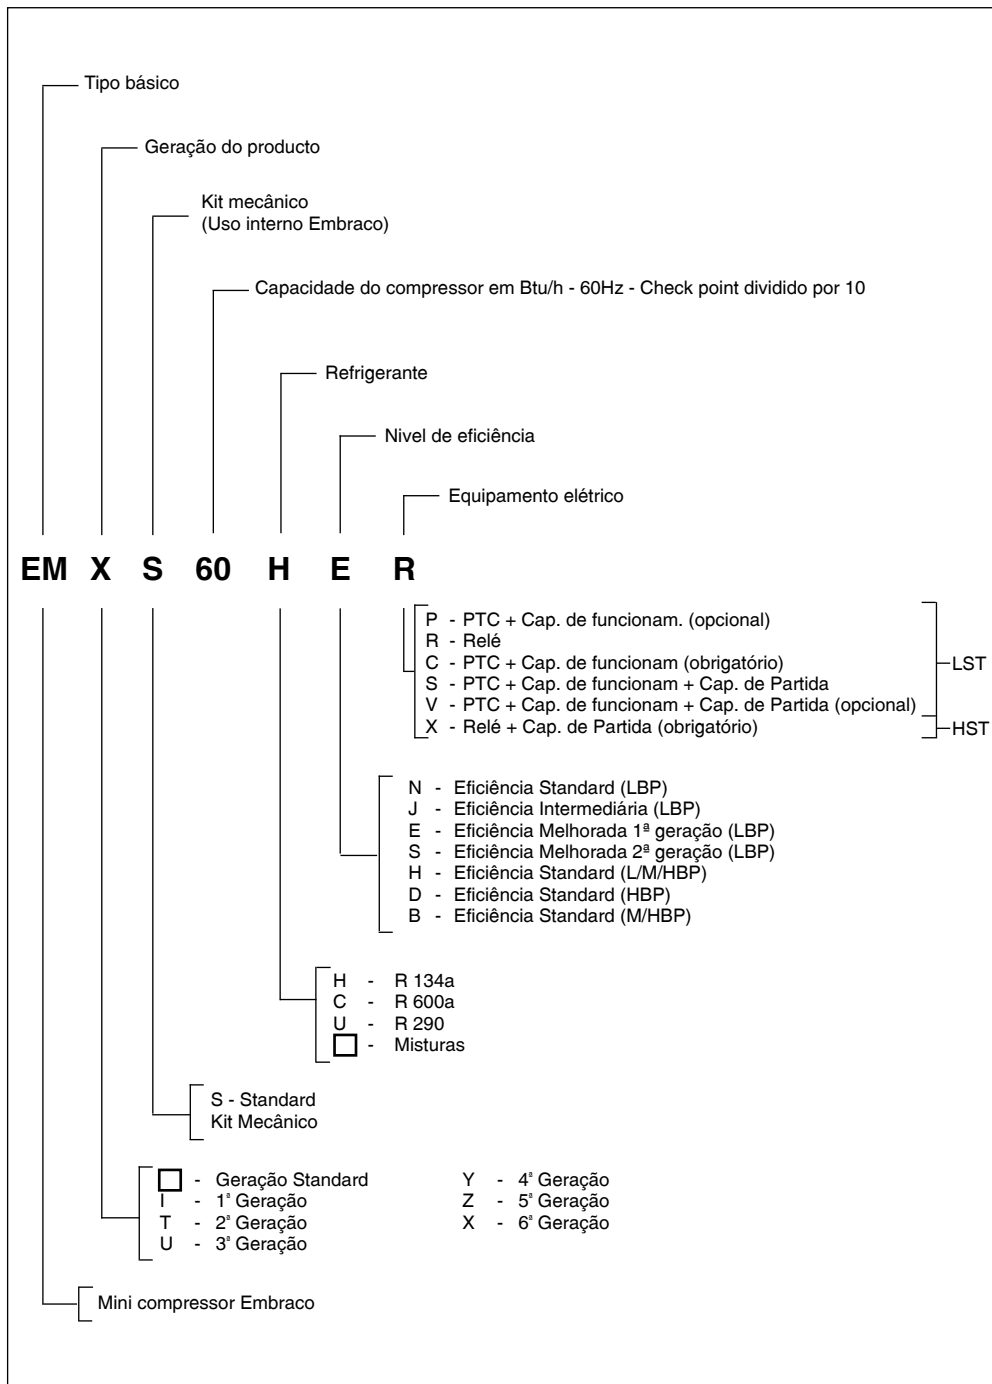 Tipo básico
Geração do producto
Kit mecânico
(Uso interno Embraco)
Capacidade do compressor em Btu/h - 60Hz - Check point dividido por 10
Refrigerante
Nivel de eficiência
Equipamento elétrico
EM X S 60 H E R
P - PTC + Cap. de funcionam. (opcional)
R - Relé
C - PTC + Cap. de funcionam (obrigatório)
S - PTC + Cap. de funcionam + Cap. de Partida
V - PTC + Cap. de funcionam + Cap. de Partida (opcional)
X - Relé + Cap. de Partida (obrigatório)
LST
HST
N - Eficiência Standard (LBP)
J - Eficiência Intermediária (LBP)
E - Eficiência Melhorada 1ª geração (LBP)
S - Eficiência Melhorada 2ª geração (LBP)
H - Eficiência Standard (L/M/HBP)
D - Eficiência Standard (HBP)
B - Eficiência Standard (M/HBP)
H - R 134a
C - R 600a
U - R 290
- Misturas
S - Standard
Kit Mecânico
- Geração Standard
I - 1ª Geração
T - 2ª Geração
U - 3ª Geração
Y - 4ª Geração
Z - 5ª Geração
X - 6ª Geração
Mini compressor Embraco